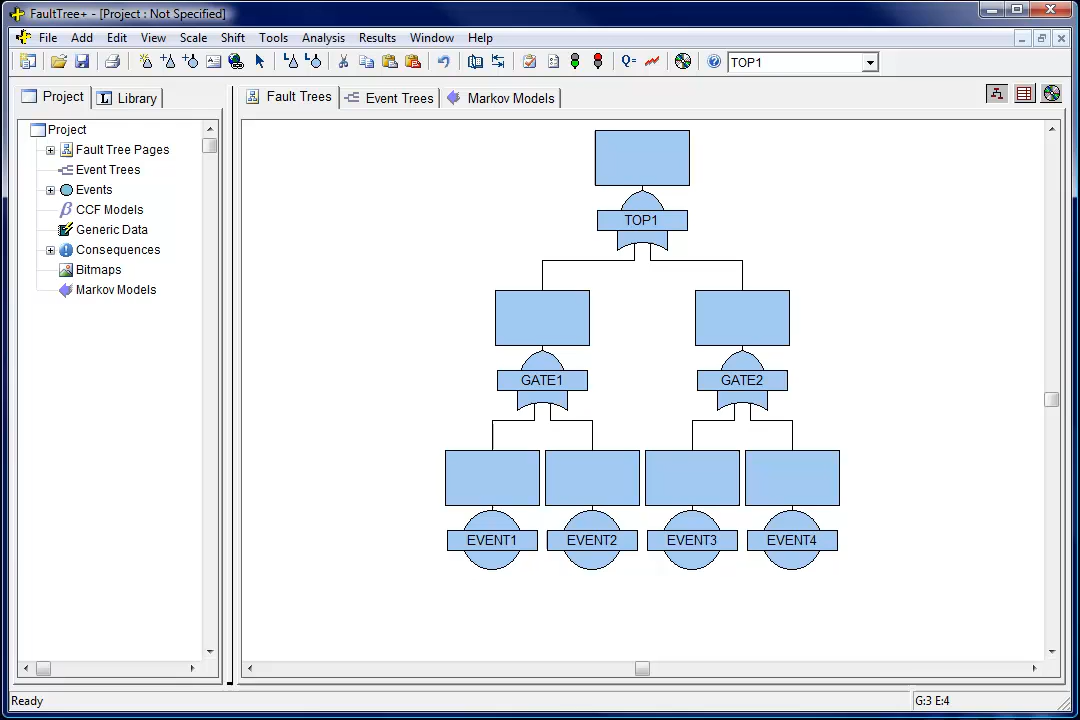 FaultTree+ - [Project : Not Specified]
File Add Edit View Scale Shift Tools Analysis Results Window Help
Q= TOP1
Project Library Fault Trees Event Trees Markov Models
Project
Fault Tree Pages
Event Trees
Events
β CCF Models
Generic Data
Consequences
Bitmaps
Markov Models
TOP1
GATE1 GATE2
EVENT1 EVENT2 EVENT3 EVENT4
Ready G:3 E:4